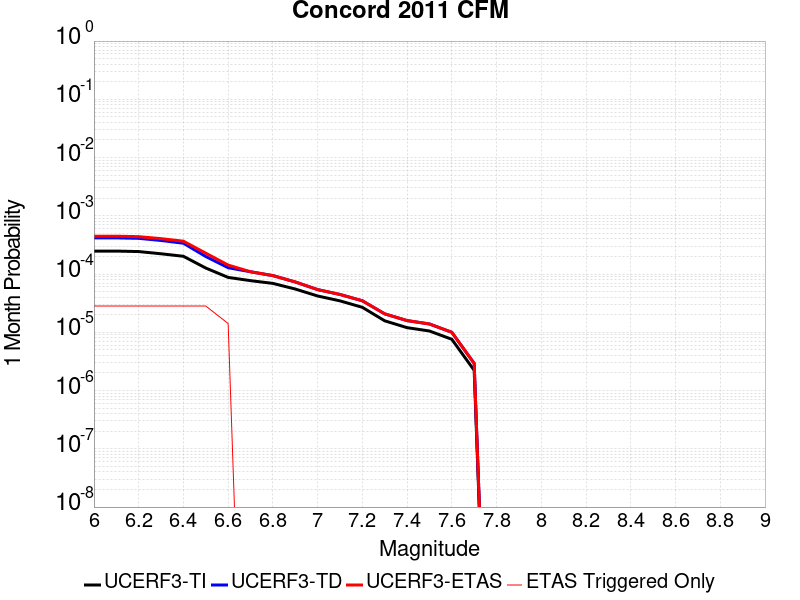 Concord 2011 CFM
10^0
10^-1
10^-2
10^-3
10^-4
10^-5
10^-6
10^-7
10^-8
1 Month Probability
6 6.2 6.4 6.6 6.8 7 7.2 7.4 7.6 7.8 8 8.2 8.4 8.6 8.8 9
Magnitude
UCERF3-TI UCERF3-TD UCERF3-ETAS ETAS Triggered Only